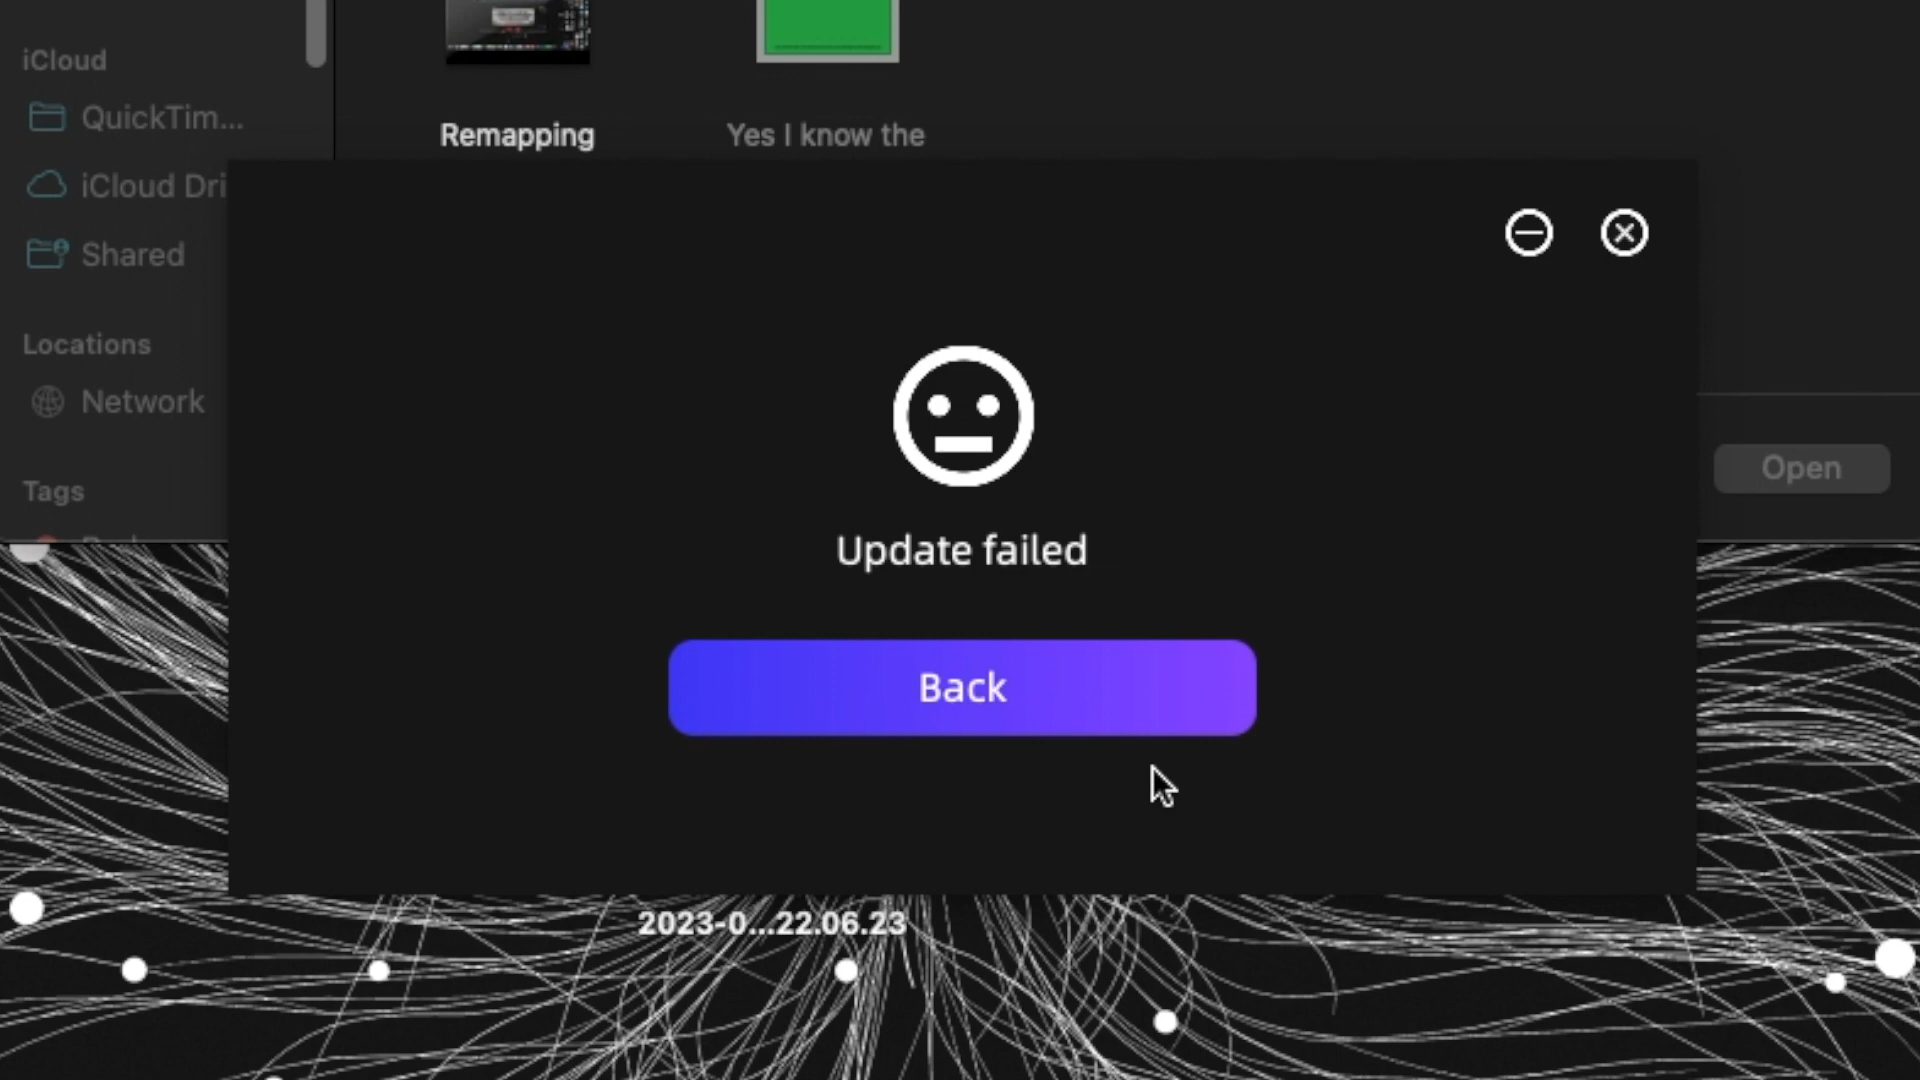 iCloud
QuickTim...
iCloud Dri
Shared
Locations
Network
Tags
Remapping
Yes I know the
Open
Update failed
Back
2023-0...22.06.23